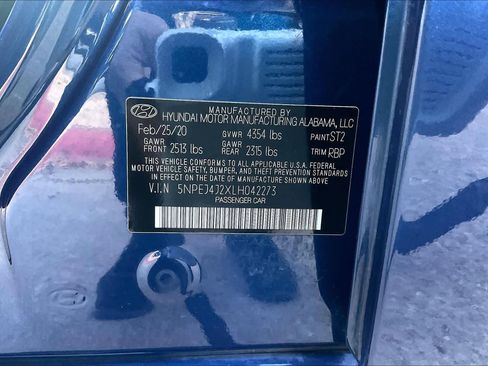 MANUFACTURED BY
HYUNDAI MOTOR MANUFACTURING ALABAMA, LLC
Feb/25/20 GVWR 4354 lbs PAINT ST2
GAWR FRONT 2513 lbs GAWR REAR 2315 lbs TRIM RBP
THIS VEHICLE CONFORMS TO ALL APPLICABLE U.S.A. FEDERAL
MOTOR VEHICLE SAFETY, BUMPER, AND THEFT PREVENTION STANDARDS
IN EFFECT ON THE DATE OF MANUFACTURE SHOWN ABOVE.
V.I.N 5NPEJ4J2XLH042273
PASSENGER CAR